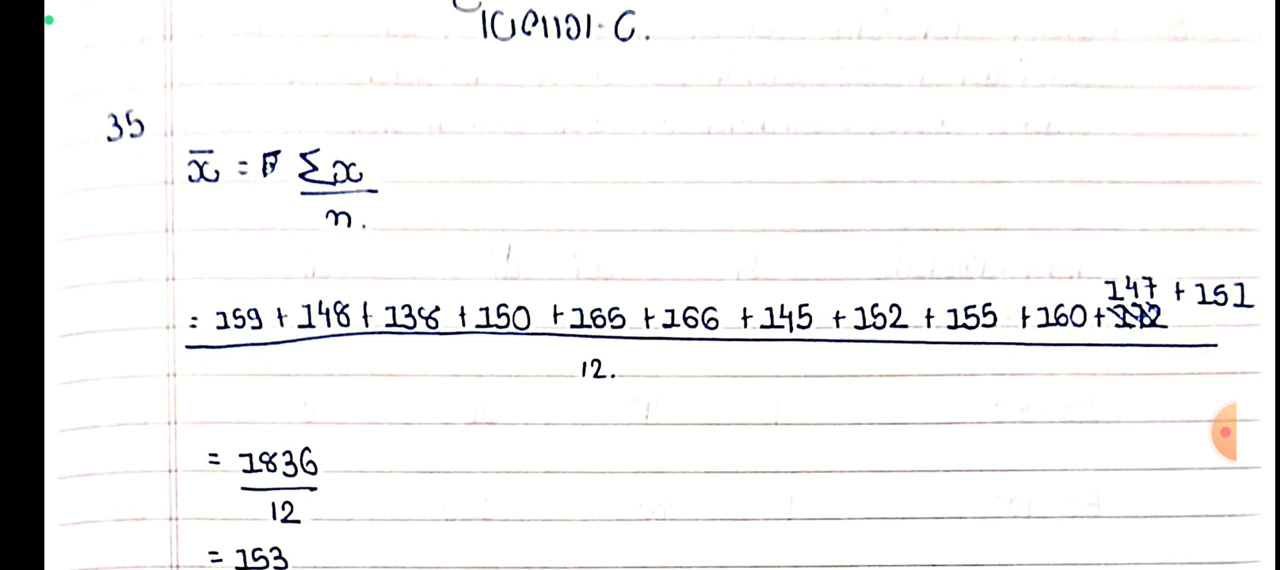 35
x̄ = Σx
n.
= 159 + 148 + 138 + 150 + 165 + 166 + 145 + 152 + 155 + 160 + 147 + 151
12.
= 1836
12
= 153